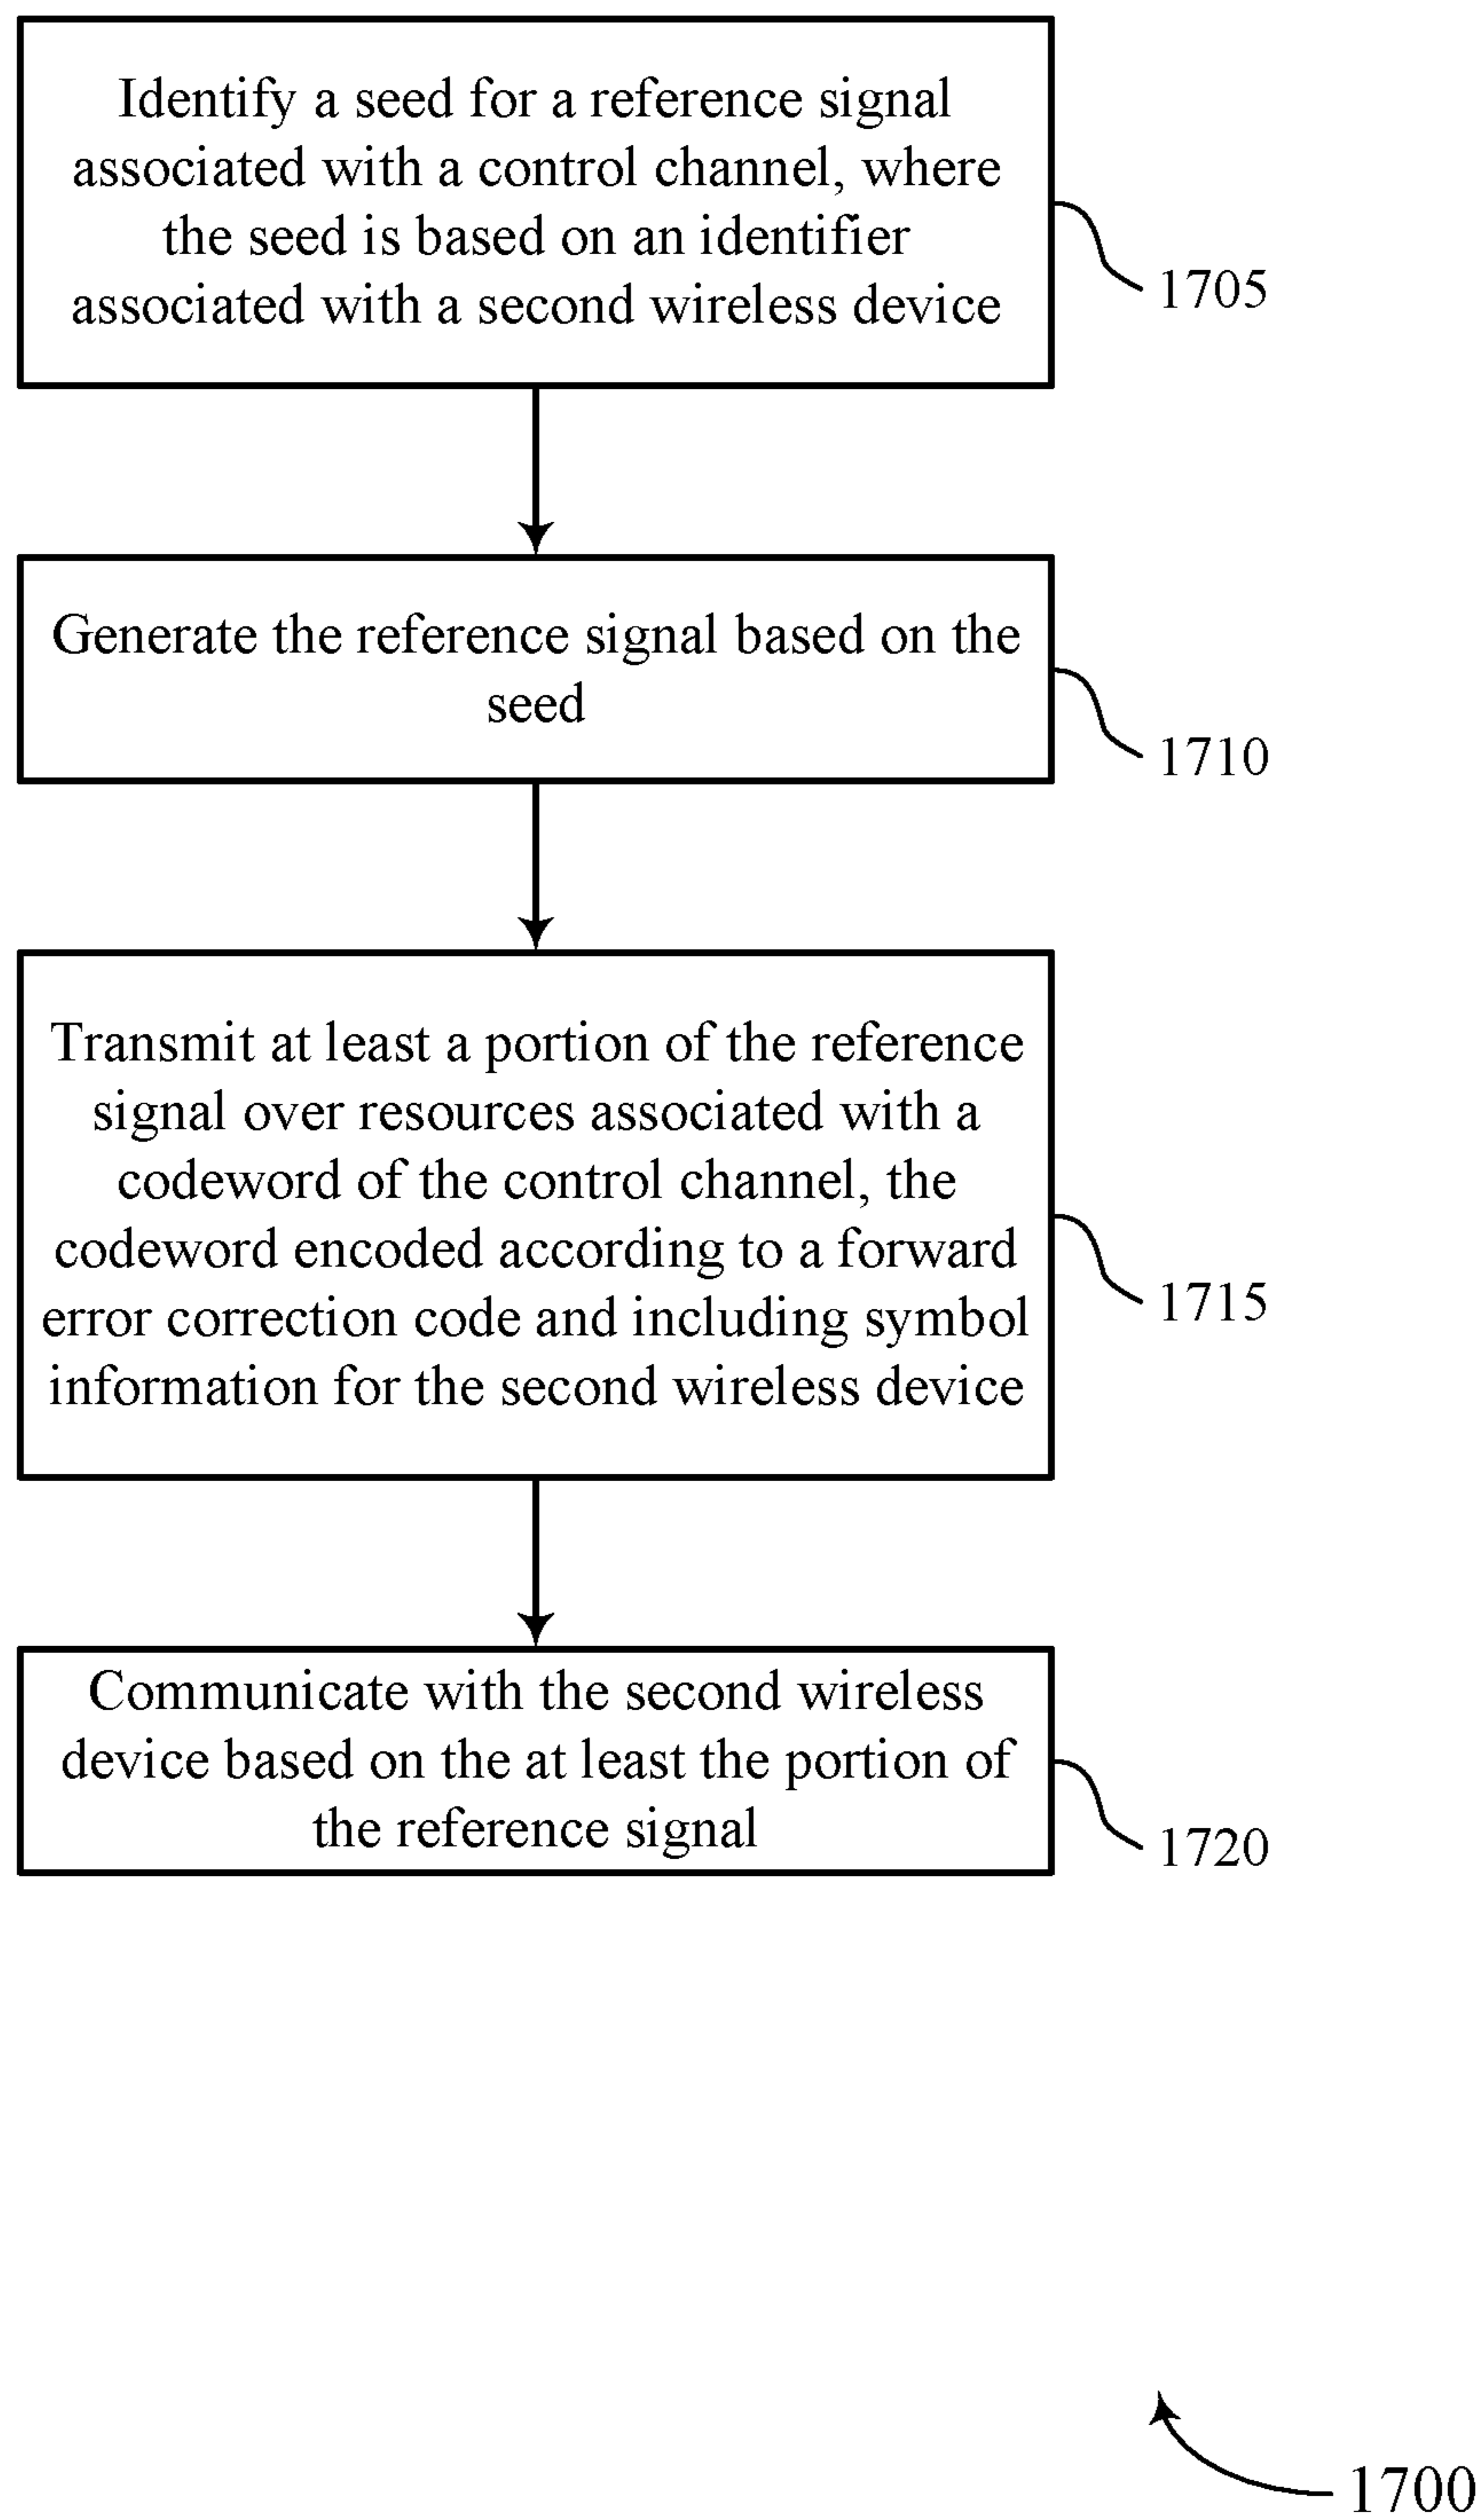 Identify a seed for a reference signal
associated with a control channel, where
the seed is based on an identifier
associated with a second wireless device
1705
Generate the reference signal based on the
seed
1710
Transmit at least a portion of the reference
signal over resources associated with a
codeword of the control channel, the
codeword encoded according to a forward
error correction code and including symbol
information for the second wireless device
1715
Communicate with the second wireless
device based on the at least the portion of
the reference signal
1720
1700